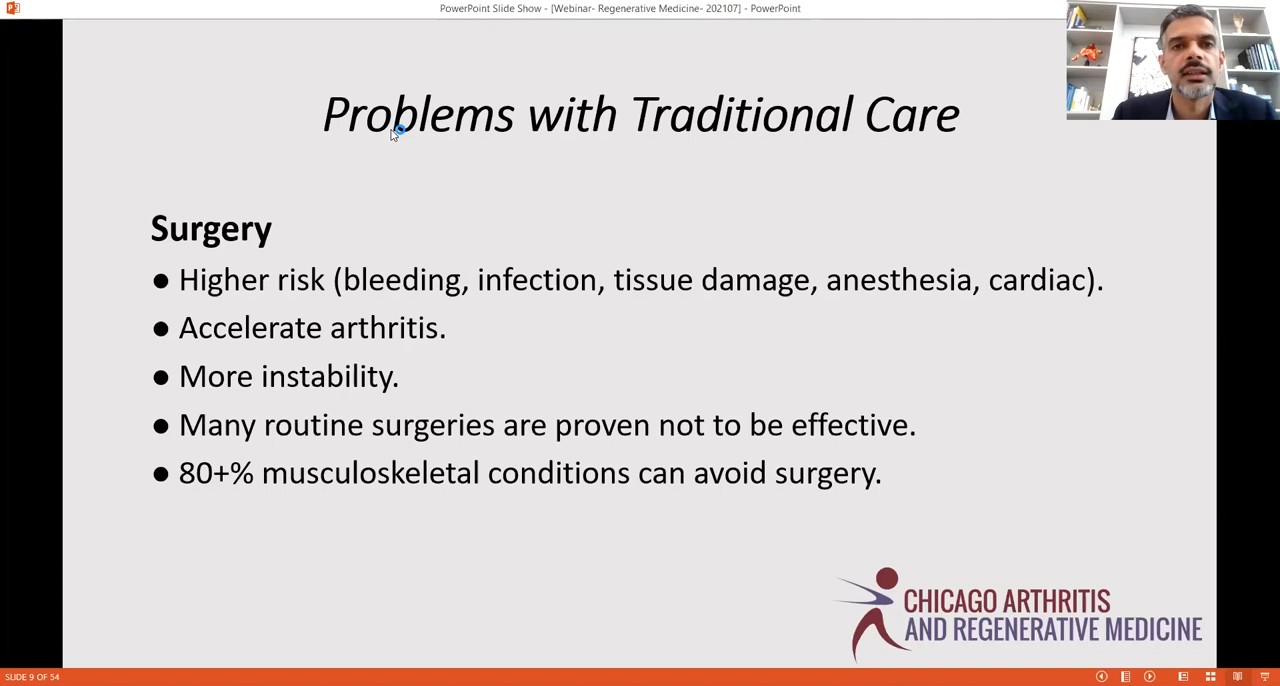 PowerPoint Slide Show - [Webinar- Regenerative Medicine- 202107] - PowerPoint
Problems with Traditional Care
Surgery
● Higher risk (bleeding, infection, tissue damage, anesthesia, cardiac).
● Accelerate arthritis.
● More instability.
● Many routine surgeries are proven not to be effective.
● 80+% musculoskeletal conditions can avoid surgery.
CHICAGO ARTHRITIS
AND REGENERATIVE MEDICINE
SLIDE 9 OF 54